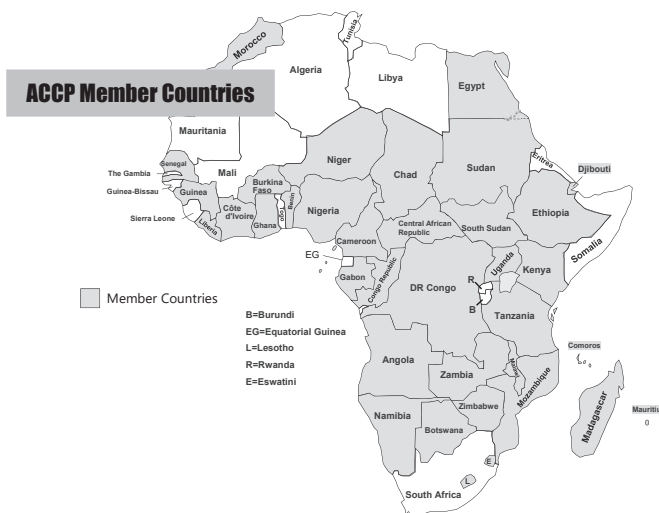 Morocco
Tunisia
Algeria
Libya
Egypt
ACCP Member Countries
Mauritania
Mali
Niger
Chad
Sudan
Eritrea
Djibouti
Senegal
The Gambia
Guinea-Bissau
Guinea
Sierra Leone
Liberia
Côte
d'Ivoire
Burkina
Faso
Ghana
Togo
Benin
Nigeria
Cameroon
Central African
Republic
South Sudan
Ethiopia
Somalia
EG
Gabon
Congo Republic
DR Congo
Uganda
Kenya
R
B
Tanzania
Member Countries
B=Burundi
EG=Equatorial Guinea
L=Lesotho
R=Rwanda
E=Eswatini
Comoros
Angola
Zambia
Malawi
Mozambique
Zimbabwe
Namibia
Botswana
Madagascar
Mauritiu
E
L
South Africa